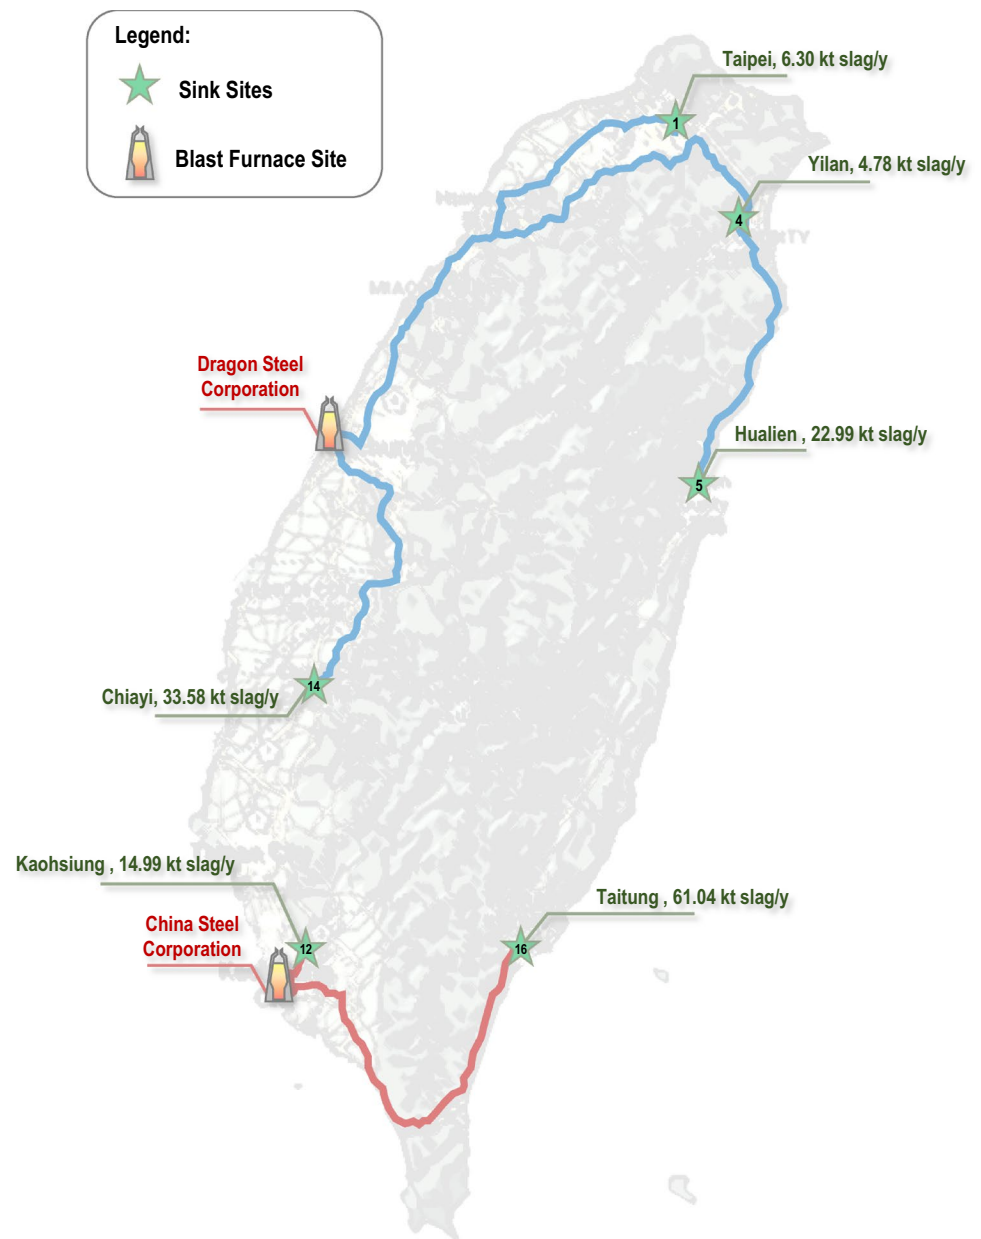 Legend:
Sink Sites
Blast Furnace Site
Taipei, 6.30 kt slag/y
1
Yilan, 4.78 kt slag/y
4
Dragon Steel
Corporation
Hualien , 22.99 kt slag/y
5
14
Chiayi, 33.58 kt slag/y
Kaohsiung , 14.99 kt slag/y
Taitung , 61.04 kt slag/y
China Steel
Corporation
12
16